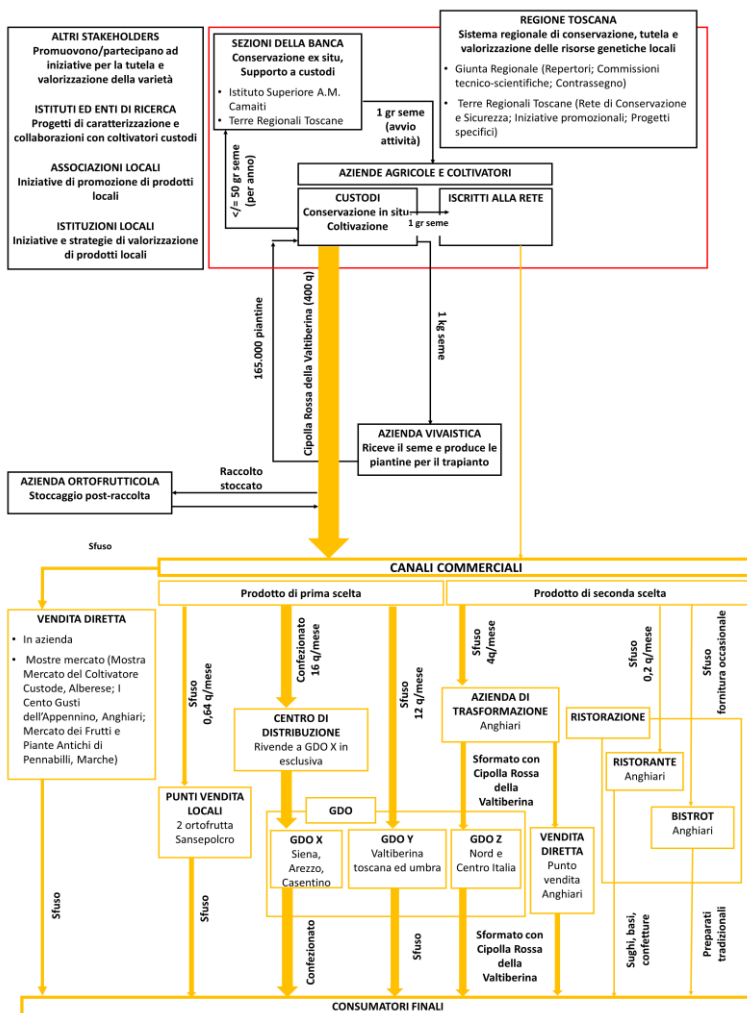 ALTRI STAKEHOLDERS
Promuovono/partecipano ad
iniziative per la tutela e
valorizzazione della varietà
ISTITUTI ED ENTI DI RICERCA
Progetti di caratterizzazione e
collaborazioni con coltivatori custodi
ASSOCIAZIONI LOCALI
Iniziative di promozione di prodotti
locali
ISTITUZIONI LOCALI
Iniziative e strategie di valorizzazione
di prodotti locali
SEZIONI DELLA BANCA
Conservazione ex situ,
Supporto a custodi
• Istituto Superiore A.M.
Camaiti
• Terre Regionali Toscane
REGIONE TOSCANA
Sistema regionale di conservazione, tutela e
valorizzazione delle risorse genetiche locali
• Giunta Regionale (Repertori; Commissioni
tecnico-scientifiche; Contrassegno)
• Terre Regionali Toscane (Rete di Conservazione
e Sicurezza; Iniziative promozionali; Progetti
specifici)
1 gr seme
(avvio
attività)
</= 50 gr seme
(per anno)
AZIENDE AGRICOLE E COLTIVATORI
CUSTODI
Conservazione in situ
Coltivazione
1 gr seme
ISCRITTI ALLA RETE
165.000 piantine
Cipolla Rossa della Valtiberina (400 q)
1 kg seme
AZIENDA VIVAISTICA
Riceve il seme e produce le
piantine per il trapianto
AZIENDA ORTOFRUTTICOLA
Stoccaggio post-raccolta
Raccolto
stoccato
Sfuso
CANALI COMMERCIALI
Prodotto di prima scelta
Prodotto di seconda scelta
VENDITA DIRETTA
• In azienda
• Mostre mercato (Mostra
Mercato del Coltivatore
Custode, Alberese; I
Cento Gusti
dell'Appennino, Anghiari;
Mercato dei Frutti e
Piante Antichi di
Pennabilli, Marche)
Sfuso
0,64 q/mese
Confezionato
16 q/mese
Sfuso
12 q/mese
Sfuso
4q/mese
Sfuso
0,2 q/mese
Sfuso
fornitura occasionale
CENTRO DI
DISTRIBUZIONE
Rivende a GDO X in
esclusiva
AZIENDA DI
TRASFORMAZIONE
Anghiari
RISTORAZIONE
RISTORANTE
Anghiari
BISTROT
Anghiari
Sformato con
Cipolla Rossa
della
Valtiberina
PUNTI VENDITA
LOCALI
2 ortofrutta
Sansepolcro
GDO
GDO X
Siena,
Arezzo,
Casentino
GDO Y
Valtiberina
toscana ed umbra
GDO Z
Nord e
Centro Italia
VENDITA
DIRETTA
Punto
vendita
Anghiari
Sfuso
Sfuso
Confezionato
Sfuso
Sformato con
Cipolla Rossa
della
Valtiberina
Sughi, basi,
confetture
Preparati
tradizionali
CONSUMATORI FINALI